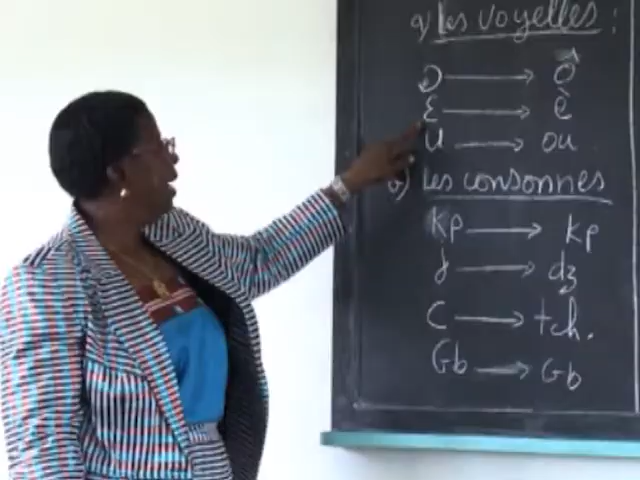 a) les voyelles :
Ɔ → ô
ɛ → è
u → ou
b) les consonnes
Kp → kp
j → dz
c → tch.
Gb → Gb